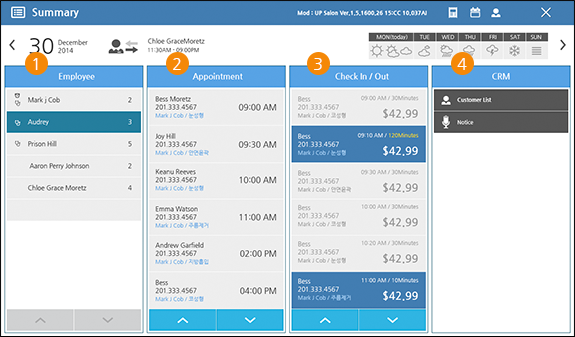 Summary
Mod : UP Salon Ver,1,5,1600,26 15:CC 10,037AI
30
December
2014
Chloe GraceMoretz
11:30AM - 09:00PM
MON(today) TUE WED THU FRI SAT SUN
1 2 3 4
Employee
Mark j Cob 2
Audrey 3
Prison Hill 5
Aaron Perry Johnson 2
Chloe Grace Moretz 4
Appointment
Bess Moretz
201.333.4567 09:00 AM
Mark J Cob / 눈성형
Joy Hill
201.333.4567 09:30 AM
Mark J Cob / 안면윤곽
Keanu Reeves
201.333.4567 10:00 AM
Mark J Cob / 눈성형
Emma Watson
201.333.4567 11:00 AM
Mark J Cob / 주름제거
Andrew Garfield
201.333.4567 02:00 PM
Mark J Cob / 지방흡입
Bess
201.333.4567 04:00 PM
Mark J Cob / 코성형
Check In / Out
Bess 09:00 AM / 30Minutes
201.333.4567
Mark J Cob / 코성형 $42,99
Bess 09:10 AM / 120Minutes
201.333.4567
Mark J Cob / 눈성형 $42,99
Bess 09:30 AM / 30Minutes
201.333.4567
Mark J Cob / 안면윤곽 $42,99
Bess 10:00 AM / 30Minutes
201.333.4567
Mark J Cob / 코성형 $42,99
Bess 10:20 AM / 30Minutes
201.333.4567
Mark J Cob / 눈성형 $42,99
Bess 11:00 AM / 10Minutes
201.333.4567
Mark J Cob / 주름제거 $42,99
CRM
Customer List
Notice